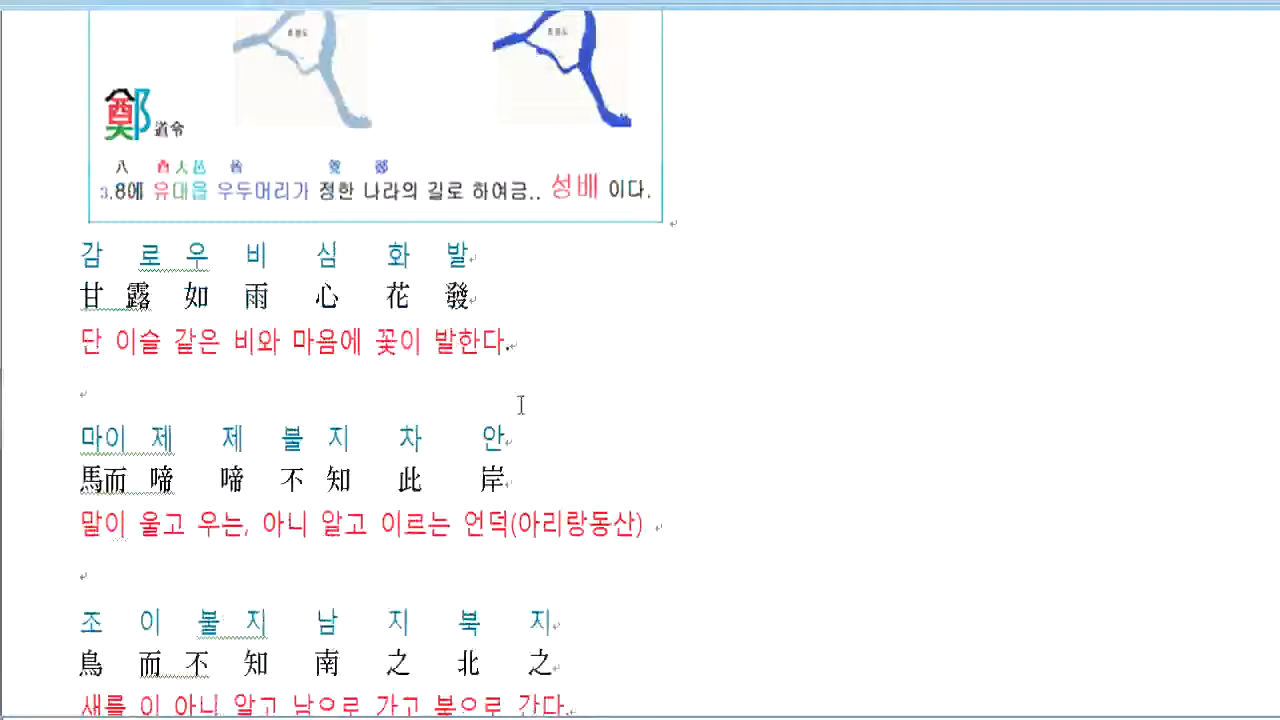 鄭 道令
八 酉 大 邑
3.8에 유대읍 우두머리가 정한 나라의 길로 하여금.. 성배 이다.
감 로 우 비 심 화 발
甘 露 如 雨 心 花 發
단 이슬 같은 비와 마음에 꽃이 발한다.
마이 제 제 불 지 차 안
馬而 啼 啼 不 知 此 岸
말이 울고 우는, 아니 알고 이르는 언덕(아리랑동산)
조 이 불 지 남 지 북 지
鳥 而 不 知 南 之 北 之
새를 이 아니 알고 남으로 가고 북으로 간다.